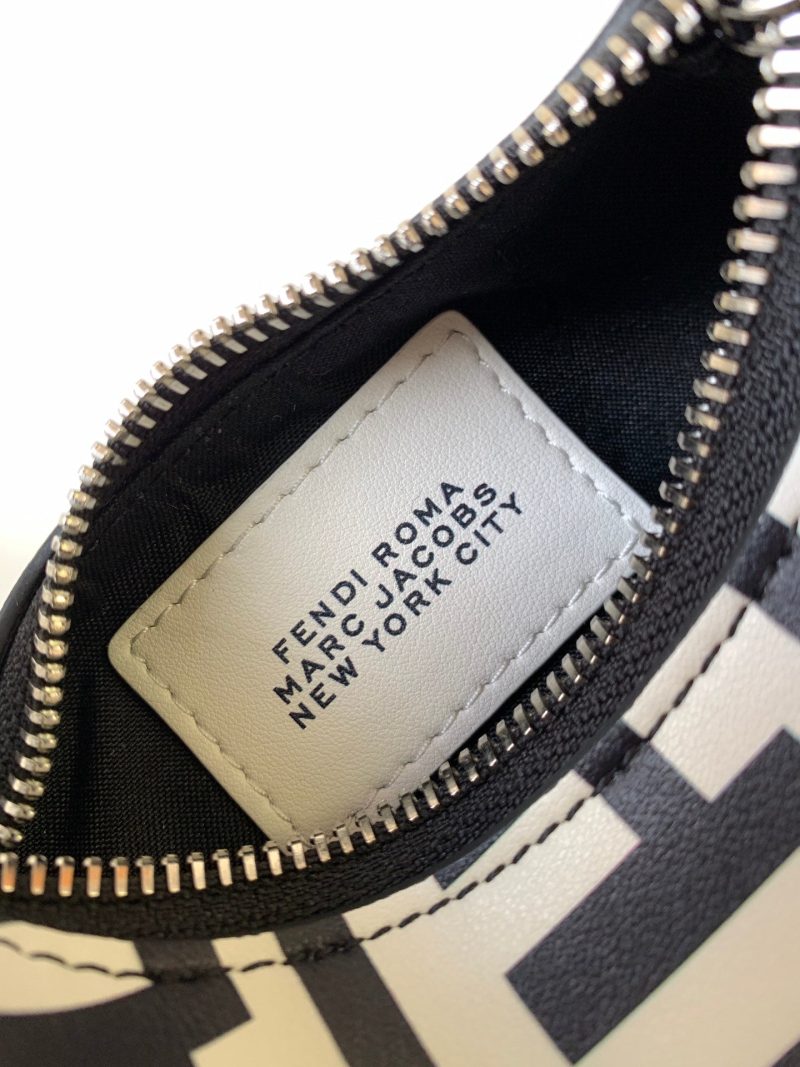 FENDI ROMA
MARC JACOBS
NEW YORK CITY